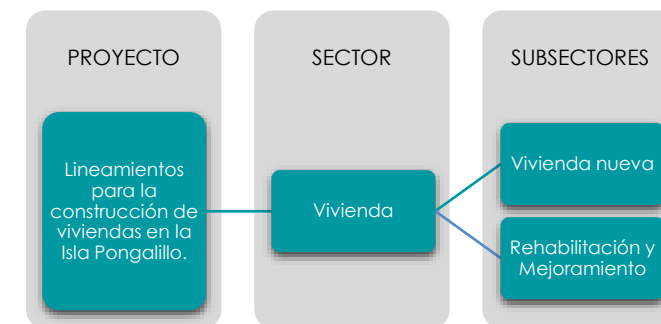 PROYECTO
SECTOR
SUBSECTORES
Lineamientos
para la
construcción de
viviendas en la
Isla Pongalillo.
Vivienda
Vivienda nueva
Rehabilitación y
Mejoramiento